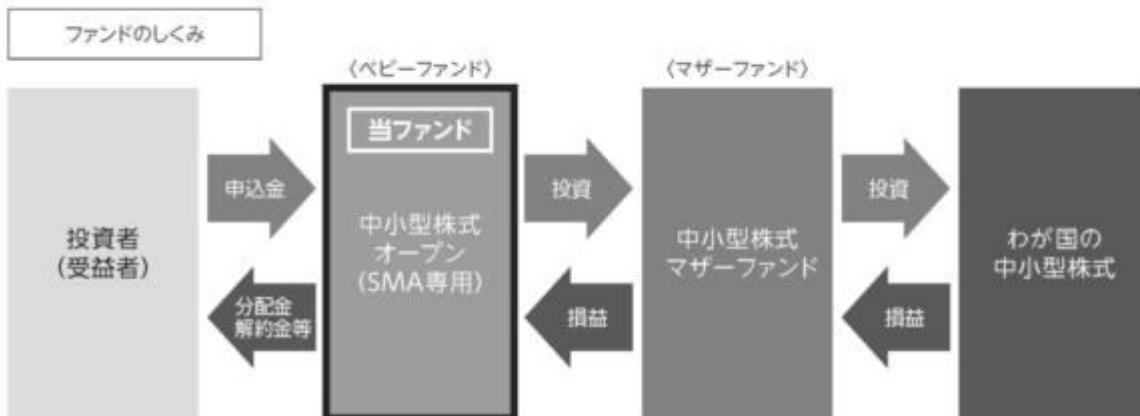 ファンドのしくみ
〈ベビーファンド〉
〈マザーファンド〉
投資者
(受益者)
申込金
分配金
解約金等
当ファンド
中小型株式
オープン
(SMA専用)
投資
損益
中小型株式
マザーファンド
投資
損益
わが国の
中小型株式